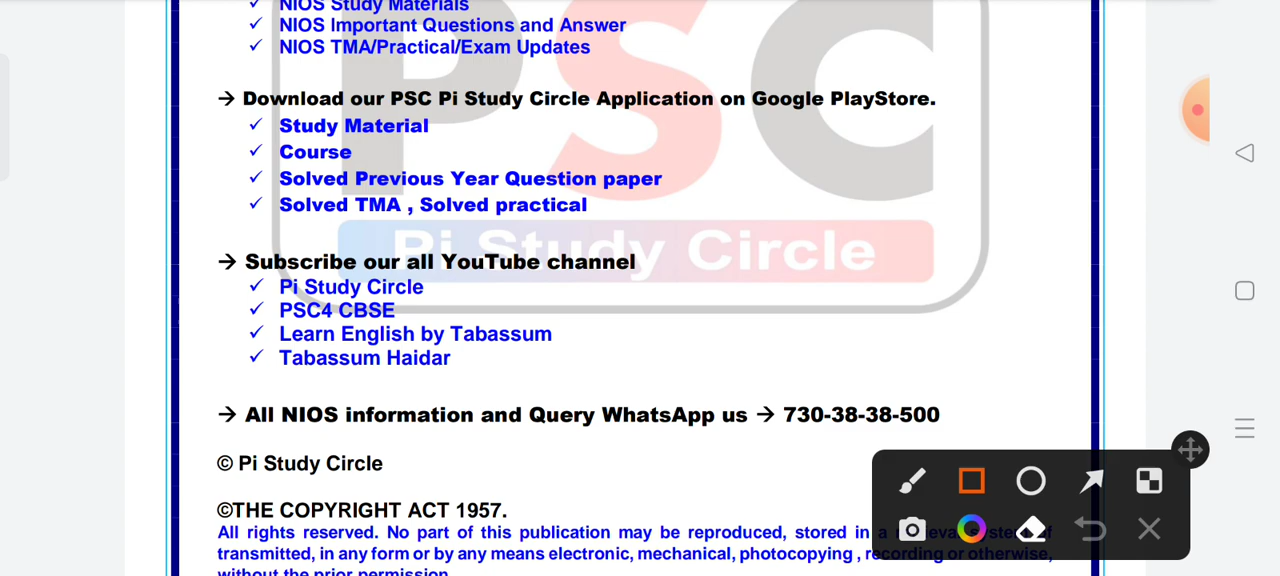 NIOS Study Materials
✓ NIOS Important Questions and Answer
✓ NIOS TMA/Practical/Exam Updates
→ Download our PSC Pi Study Circle Application on Google PlayStore.
✓ Study Material
✓ Course
✓ Solved Previous Year Question paper
✓ Solved TMA , Solved practical
PSC
Pi Study Circle
→ Subscribe our all YouTube channel
✓ Pi Study Circle
✓ PSC4 CBSE
✓ Learn English by Tabassum
✓ Tabassum Haidar
→ All NIOS information and Query WhatsApp us → 730-38-38-500
© Pi Study Circle
©THE COPYRIGHT ACT 1957.
All rights reserved. No part of this publication may be reproduced, stored in a
transmitted, in any form or by any means electronic, mechanical, photocopying , recording or otherwise,
without the prior permission